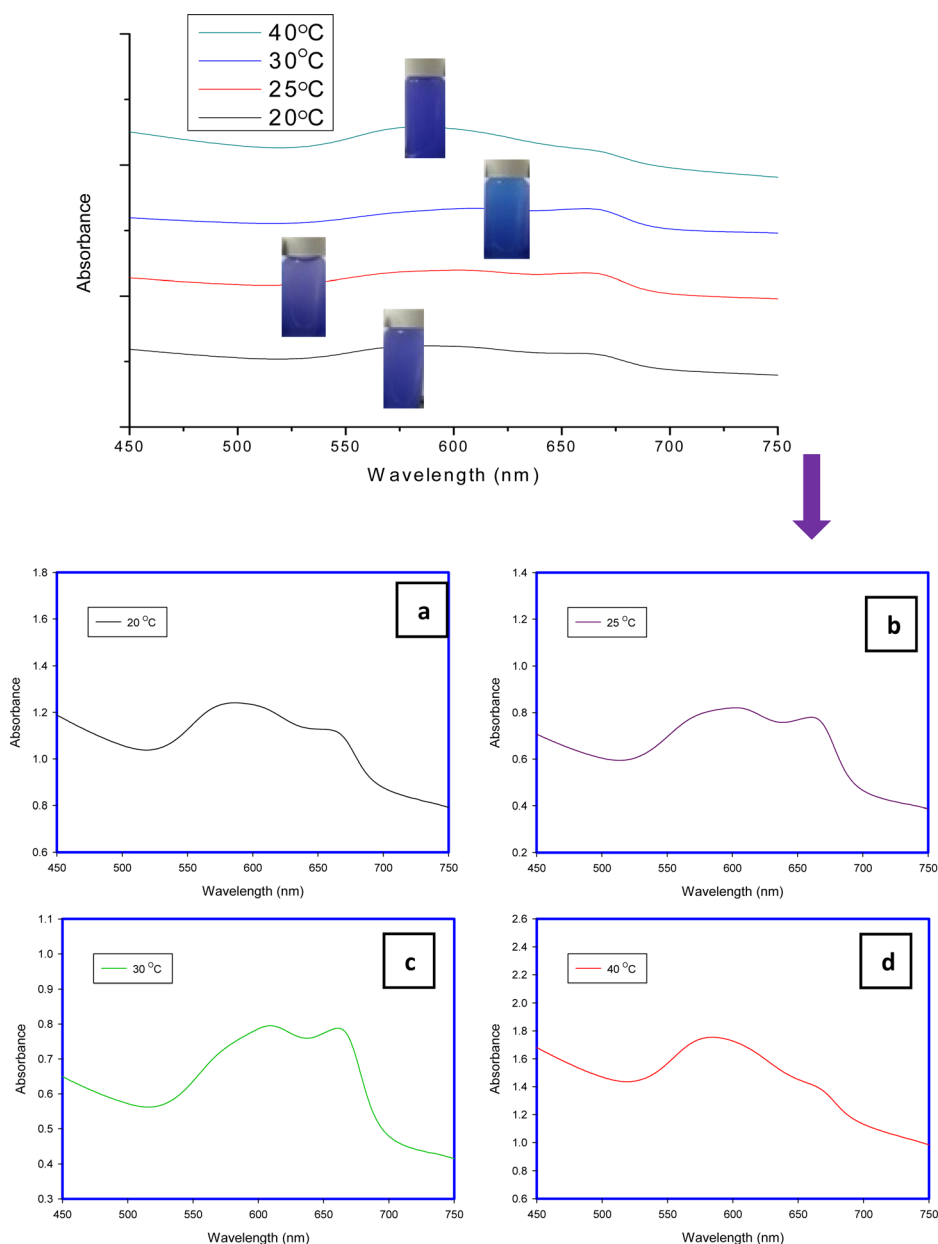 40°C
30°C
25°C
20°C
Absorbance
450 500 550 600 650 700 750
Wavelength (nm)
a
20 °C
Absorbance
1.8
1.6
1.4
1.2
1.0
0.8
0.6
450 500 550 600 650 700 750
Wavelength (nm)
b
25 °C
Absorbance
1.4
1.2
1.0
0.8
0.6
0.4
0.2
450 500 550 600 650 700 750
Wavelength (nm)
c
30 °C
Absorbance
1.1
1.0
0.9
0.8
0.7
0.6
0.5
0.4
0.3
450 500 550 600 650 700 750
Wavelength (nm)
d
40 °C
Absorbance
2.6
2.4
2.2
2.0
1.8
1.6
1.4
1.2
1.0
0.8
0.6
450 500 550 600 650 700 750
Wavelength (nm)